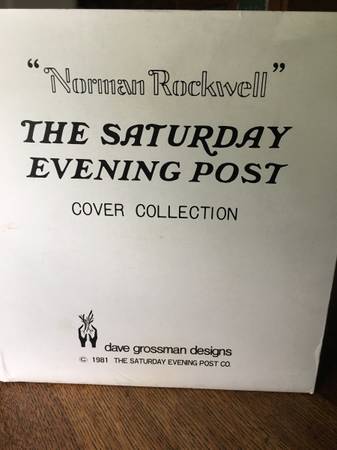 “Norman Rockwell”
THE SATURDAY
EVENING POST
COVER COLLECTION
dave grossman designs
© 1981 THE SATURDAY EVENING POST CO.